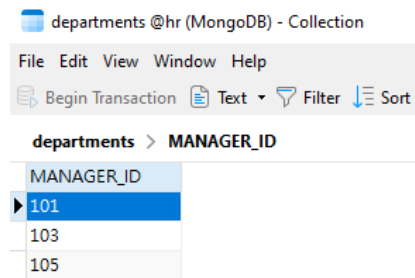 departments @hr (MongoDB) - Collection
File Edit View Window Help
Begin Transaction Text Filter Sort
departments > MANAGER_ID
MANAGER_ID
101
103
105